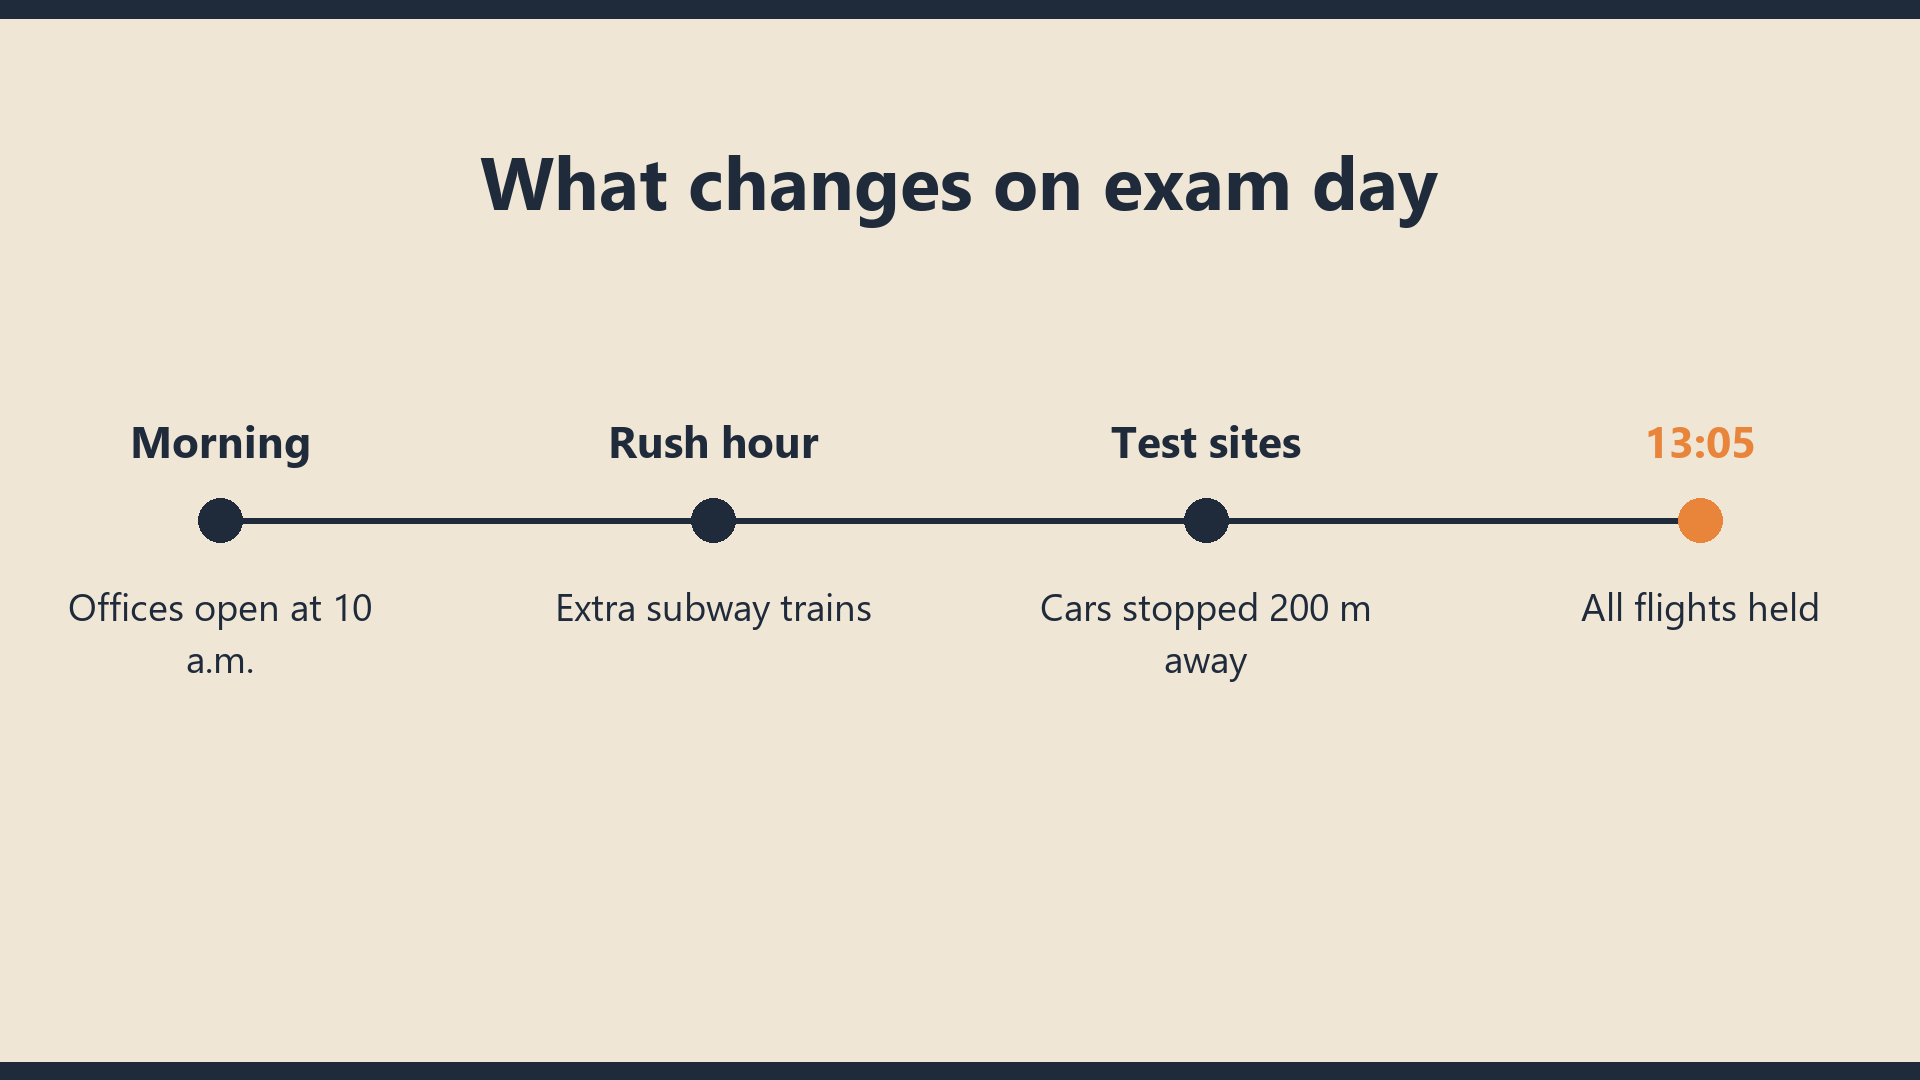 What changes on exam day
Morning
Offices open at 10
a.m.
Rush hour
Extra subway trains
Test sites
Cars stopped 200 m
away
13:05
All flights held